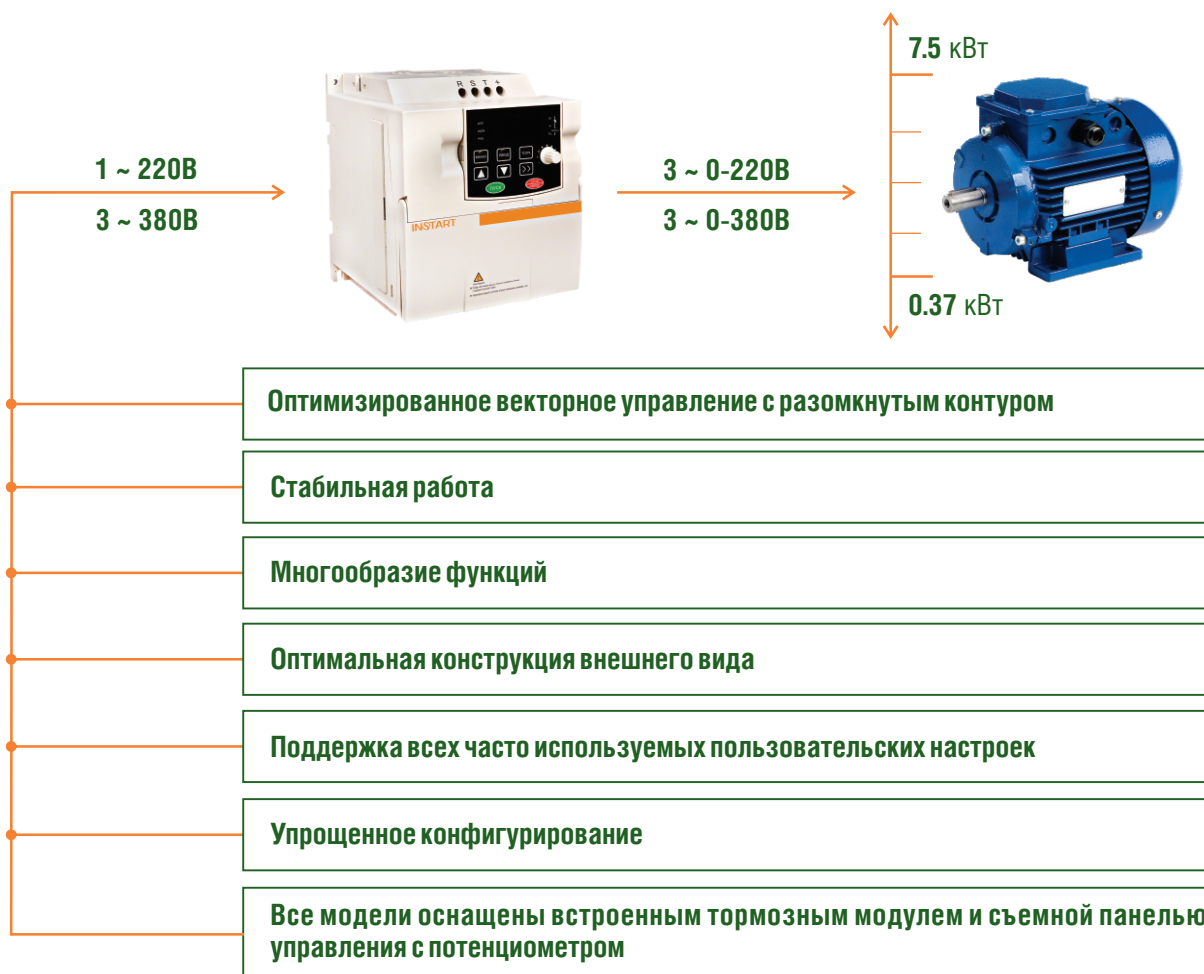 7.5 кВт
R S T +
1 ~ 220В
3 ~ 380В
INSTART
3 ~ 0-220В
3 ~ 0-380В
0.37 кВт
Оптимизированное векторное управление с разомкнутым контуром
Стабильная работа
Многообразие функций
Оптимальная конструкция внешнего вида
Поддержка всех часто используемых пользовательских настроек
Упрощенное конфигурирование
Все модели оснащены встроенным тормозным модулем и съемной панелью
управления с потенциометром